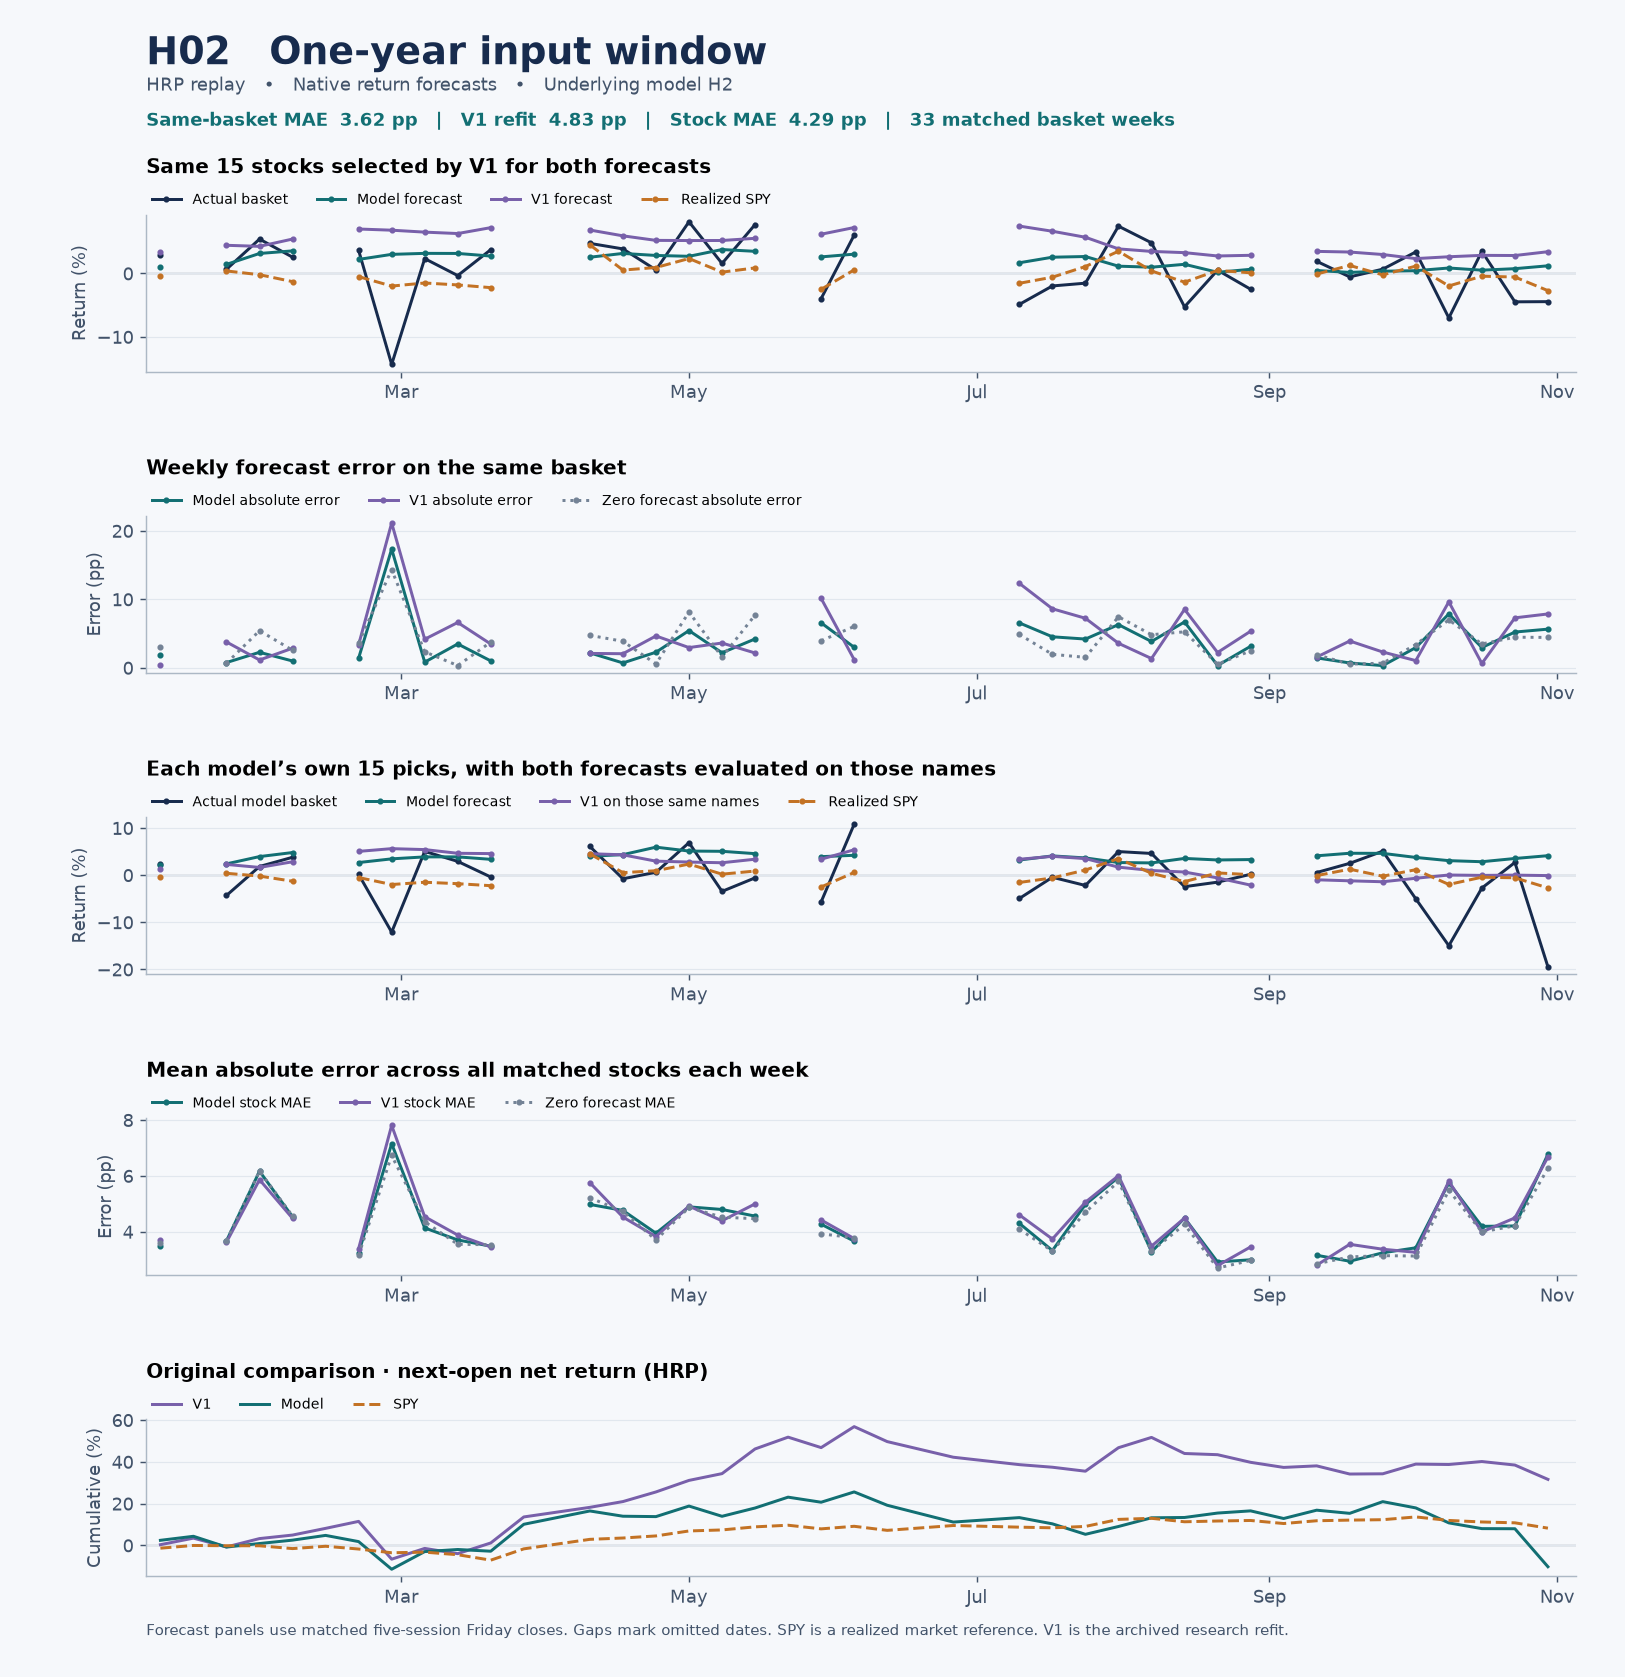 H02   One-year input window
HRP replay • Native return forecasts • Underlying model H2
Same-basket MAE 3.62 pp | V1 refit 4.83 pp | Stock MAE 4.29 pp | 33 matched basket weeks
Same 15 stocks selected by V1 for both forecasts
Actual basket Model forecast V1 forecast Realized SPY
Return (%)
0
−10
Mar May Jul Sep Nov
Weekly forecast error on the same basket
Model absolute error V1 absolute error Zero forecast absolute error
Error (pp)
20
10
0
Mar May Jul Sep Nov
Each model’s own 15 picks, with both forecasts evaluated on those names
Actual model basket Model forecast V1 on those same names Realized SPY
Return (%)
10
0
−10
−20
Mar May Jul Sep Nov
Mean absolute error across all matched stocks each week
Model stock MAE V1 stock MAE Zero forecast MAE
Error (pp)
8
6
4
Mar May Jul Sep Nov
Original comparison · next-open net return (HRP)
V1 Model SPY
Cumulative (%)
60
40
20
0
Mar May Jul Sep Nov
Forecast panels use matched five-session Friday closes. Gaps mark omitted dates. SPY is a realized market reference. V1 is the archived research refit.